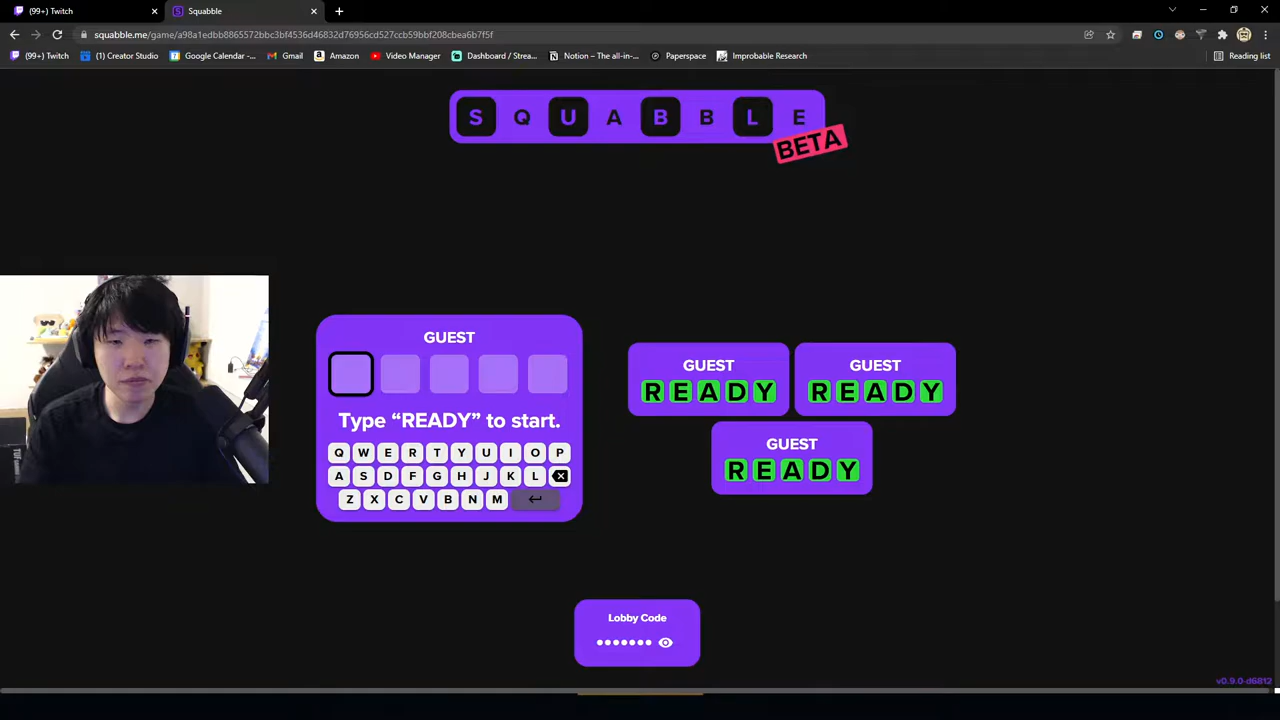 (99+) Twitch
Squabble
squabble.me/game/a98a1edbb8865572bbc3bf4536d46832d76956cd527ccb59bbf208cbea6b7f5f
(99+) Twitch
(1) Creator Studio
Google Calendar -...
Gmail
Amazon
Video Manager
Dashboard / Strea...
Notion – The all-in-...
Paperspace
Improbable Research
Reading list
SQUABBLE
BETA
GUEST
Type “READY” to start.
Q W E R T Y U I O P
A S D F G H J K L
Z X C V B N M
GUEST
READY
GUEST
READY
GUEST
READY
Lobby Code
v0.9.0-d6812